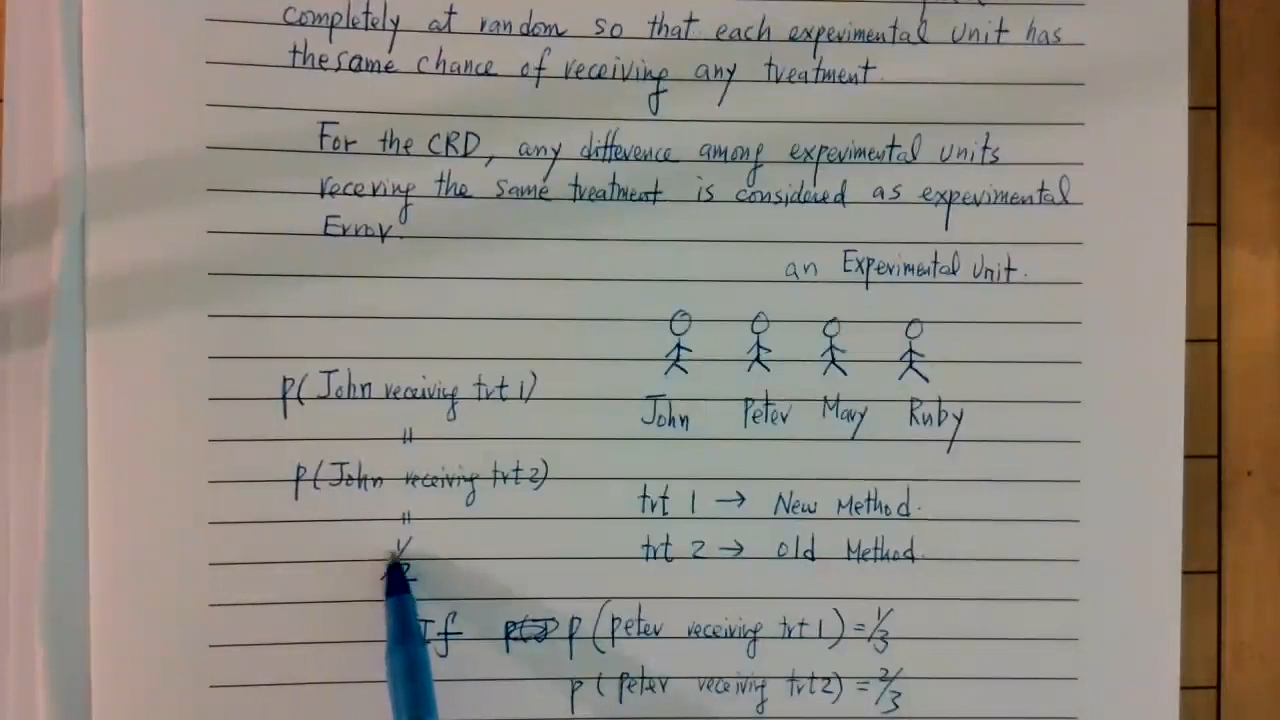 completely at random so that each experimental unit has
the same chance of receiving any treatment.
For the CRD, any difference among experimental units
receving the same treatment is considered as experimental
Error.
an Experimental Unit.
John Peter Mary Ruby
p(John receiving trt 1)
=
p(John receiving trt 2)
=
trt 1 → New Method.
trt 2 → old Method.
If p(peter receiving trt 1) = 1/3
p(peter receiving trt 2) = 2/3